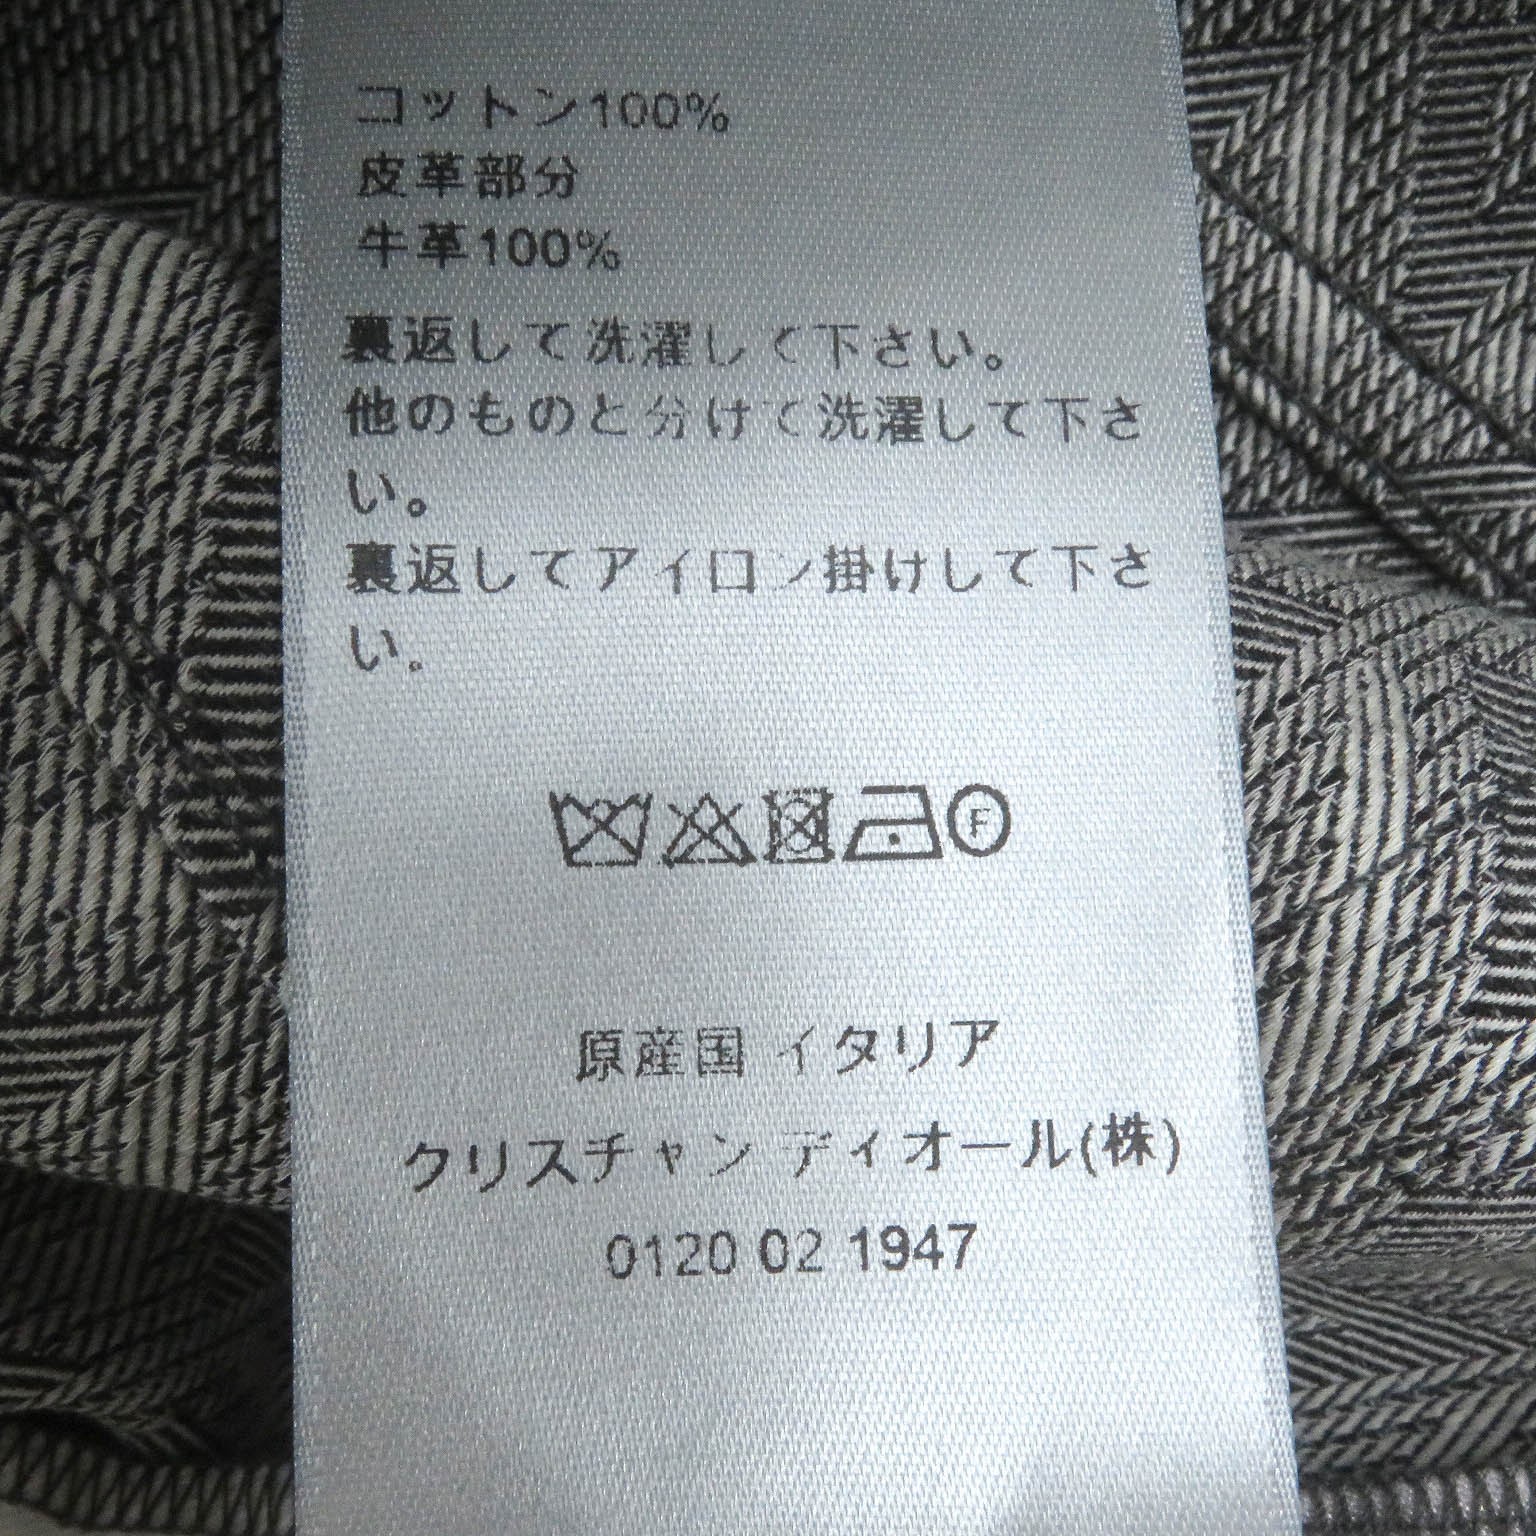 コットン100%
皮革部分
牛革100%
裏返して洗濯して下さい。
他のものと分けて洗濯して下さ
い。
裏返してアイロン掛けして下さ
い。
F
原産国 イタリア
クリスチャン ディオール(株)
0120 02 1947